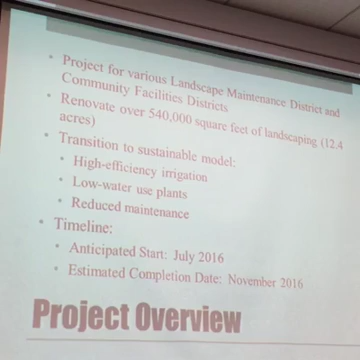 • Project for various Landscape Maintenance District and
Community Facilities Districts
• Renovate over 540,000 square feet of landscaping (12.4
acres)
• Transition to sustainable model:
• High-efficiency irrigation
• Low-water use plants
• Reduced maintenance
• Timeline:
• Anticipated Start: July 2016
• Estimated Completion Date: November 2016
Project Overview